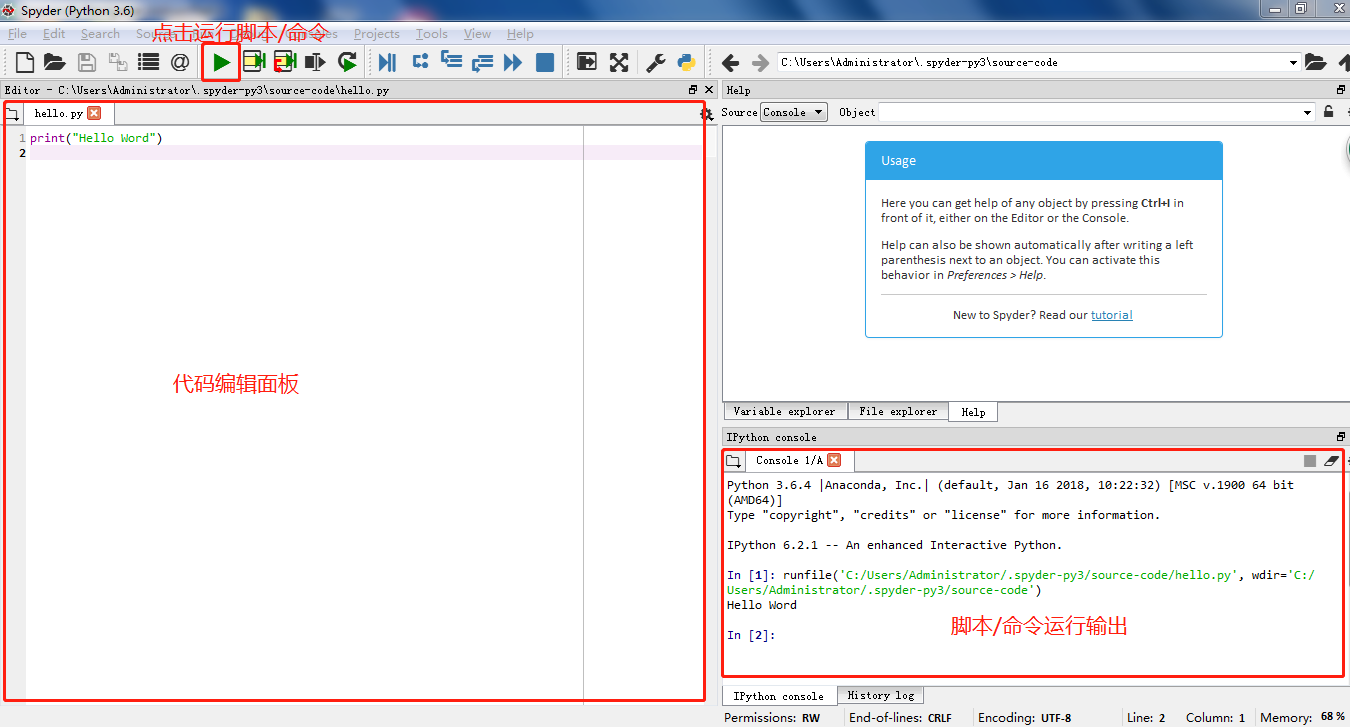 Spyder (Python 3.6)
点击运行脚本/命令
File Edit Search Projects Tools View Help
C:\Users\Administrator\.spyder-py3\source-code
Editor - C:\Users\Administrator\.spyder-py3\source-code\hello.py
hello.py
1 print("Hello Word")
2
代码编辑面板
Help
Source Console Object
Usage
Here you can get help of any object by pressing Ctrl+I in
front of it, either on the Editor or the Console.
Help can also be shown automatically after writing a left
parenthesis next to an object. You can activate this
behavior in Preferences > Help.
New to Spyder? Read our tutorial
Variable explorer File explorer Help
IPython console
Console 1/A
Python 3.6.4 |Anaconda, Inc.| (default, Jan 16 2018, 10:22:32) [MSC v.1900 64 bit
(AMD64)]
Type "copyright", "credits" or "license" for more information.
IPython 6.2.1 -- An enhanced Interactive Python.
In [1]: runfile('C:/Users/Administrator/.spyder-py3/source-code/hello.py', wdir='C:/
Users/Administrator/.spyder-py3/source-code')
Hello Word
脚本/命令运行输出
In [2]:
IPython console History log
Permissions: RW End-of-lines: CRLF Encoding: UTF-8 Line: 2 Column: 1 Memory: 68 %